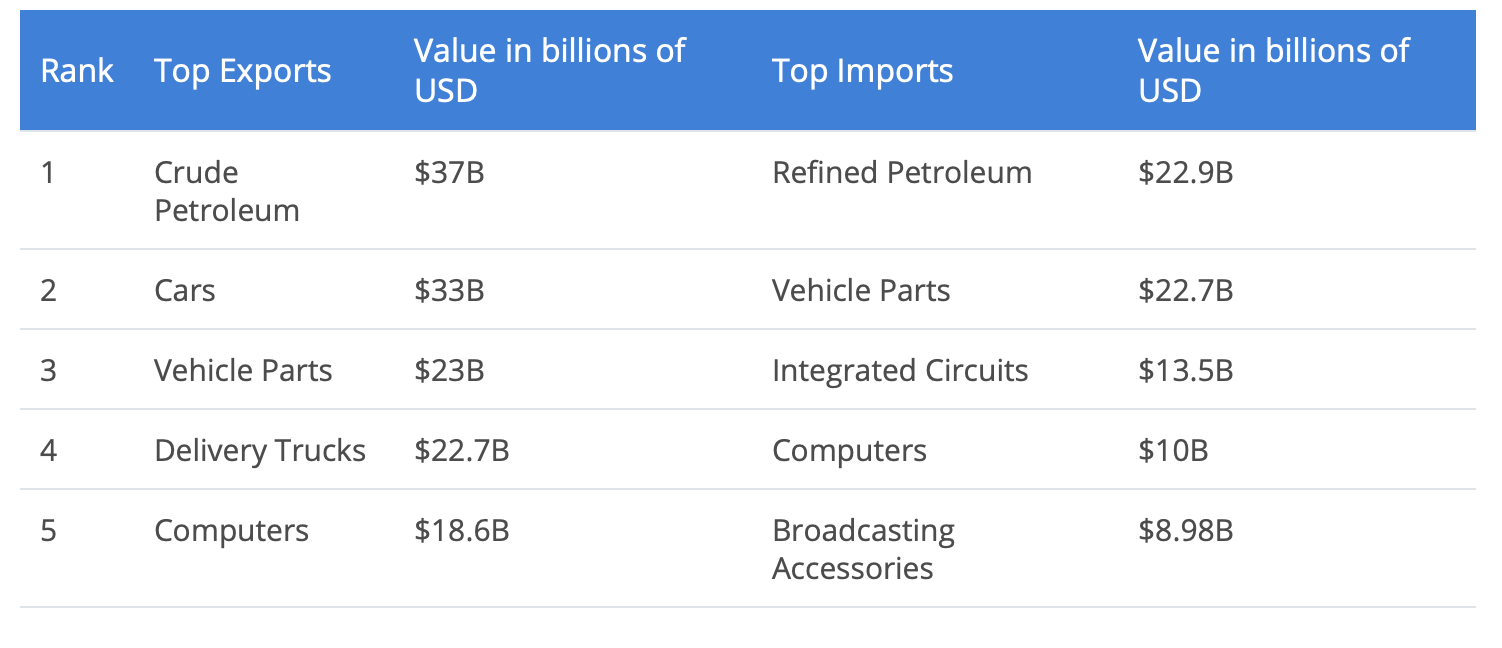 Rank Top Exports Value in billions of USD Top Imports Value in billions of USD
1 Crude Petroleum $37B Refined Petroleum $22.9B
2 Cars $33B Vehicle Parts $22.7B
3 Vehicle Parts $23B Integrated Circuits $13.5B
4 Delivery Trucks $22.7B Computers $10B
5 Computers $18.6B Broadcasting Accessories $8.98B